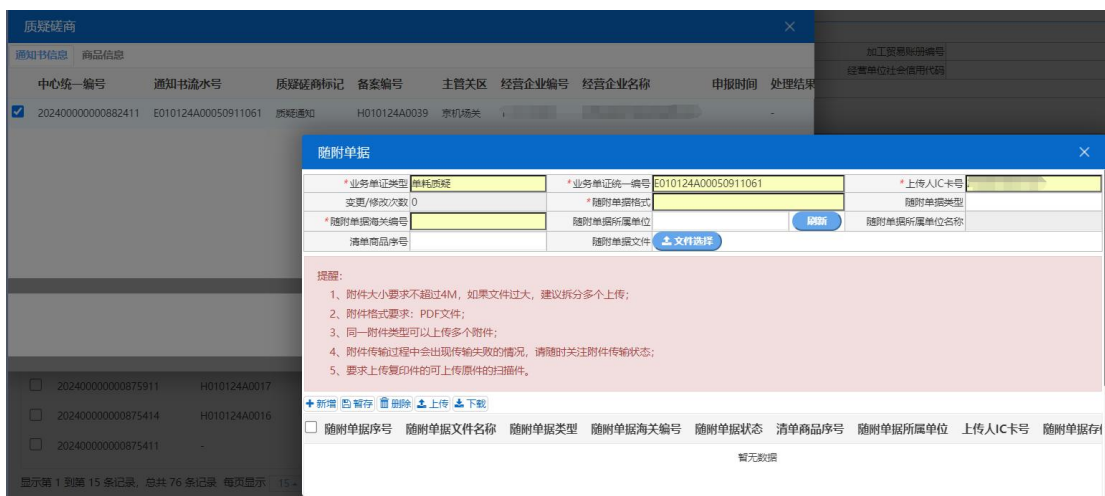 质疑磋商
通知书信息 商品信息
加工贸易账册编号
经营单位社会信用代码
中心统一编号 通知书流水号 质疑磋商标记 备案编号 主管关区 经营企业编号 经营企业名称 申报时间 处理结果
202400000000882411 E010124A00050911061 质疑通知 H010124A0039 京机场关 -
随附单据
*业务单证类型 单耗质疑 *业务单证统一编号 E010124A00050911061 *上传人IC卡号
变更/修改次数 0 *随附单据格式 随附单据类型
*随附单据海关编号 随附单据所属单位 刷新 随附单据所属单位名称
清单商品序号 随附单据文件 文件选择
提醒:
1、附件大小要求不超过4M，如果文件过大，建议拆分多个上传;
2、附件格式要求：PDF文件;
3、同一附件类型可以上传多个附件;
4、附件传输过程中会出现传输失败的情况，请随时关注附件传输状态;
5、要求上传复印件的可上传原件的扫描件。
新增 暂存 删除 上传 下载
随附单据序号 随附单据文件名称 随附单据类型 随附单据海关编号 随附单据状态 清单商品序号 随附单据所属单位 上传人IC卡号 随附单据存
暂无数据
202400000000875911 H010124A0017
202400000000875414 H010124A0016
202400000000875411 -
显示第 1 到第 15 条记录，总共 76 条记录 每页显示 15